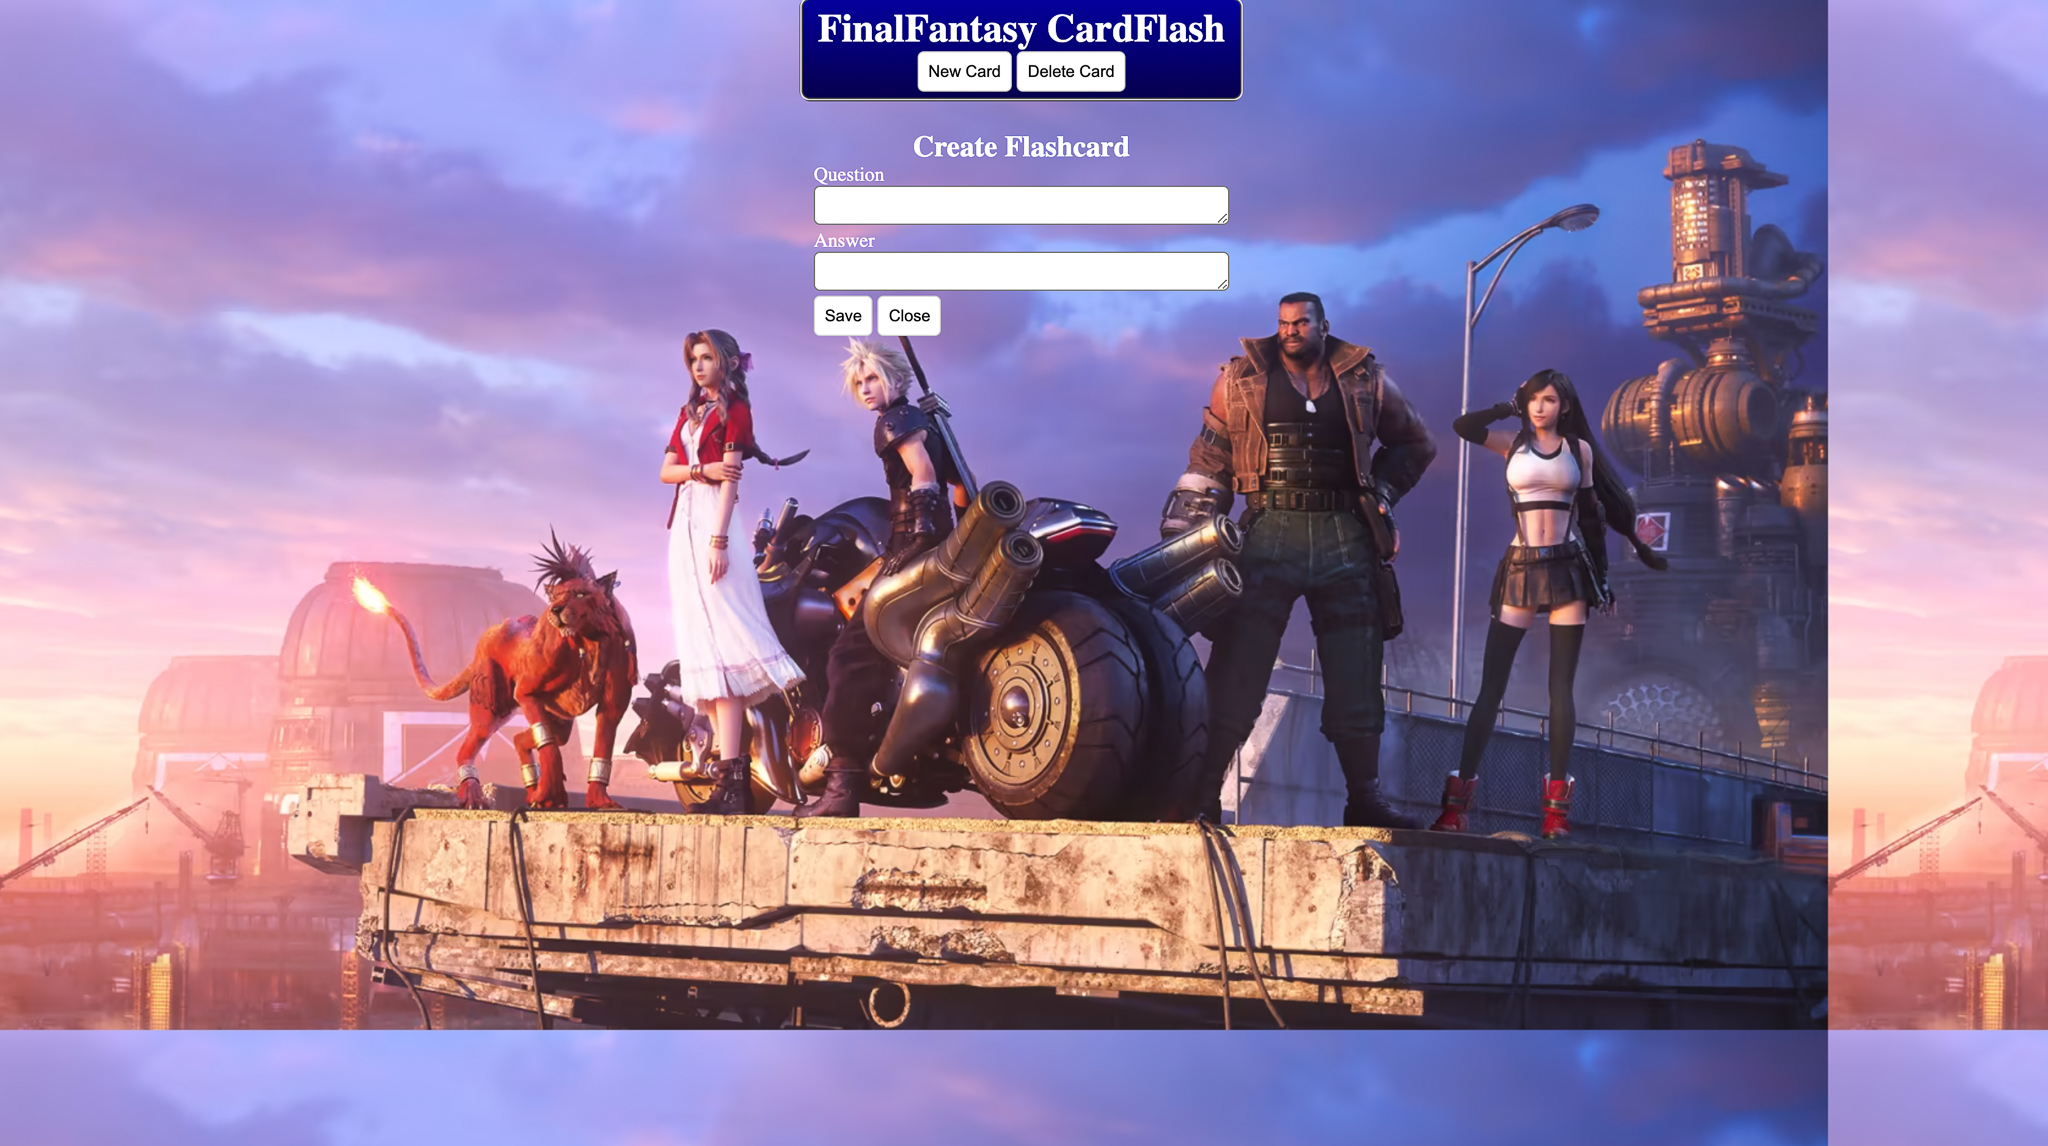 FinalFantasy CardFlash
New Card Delete Card
Create Flashcard
Question
Answer
Save Close